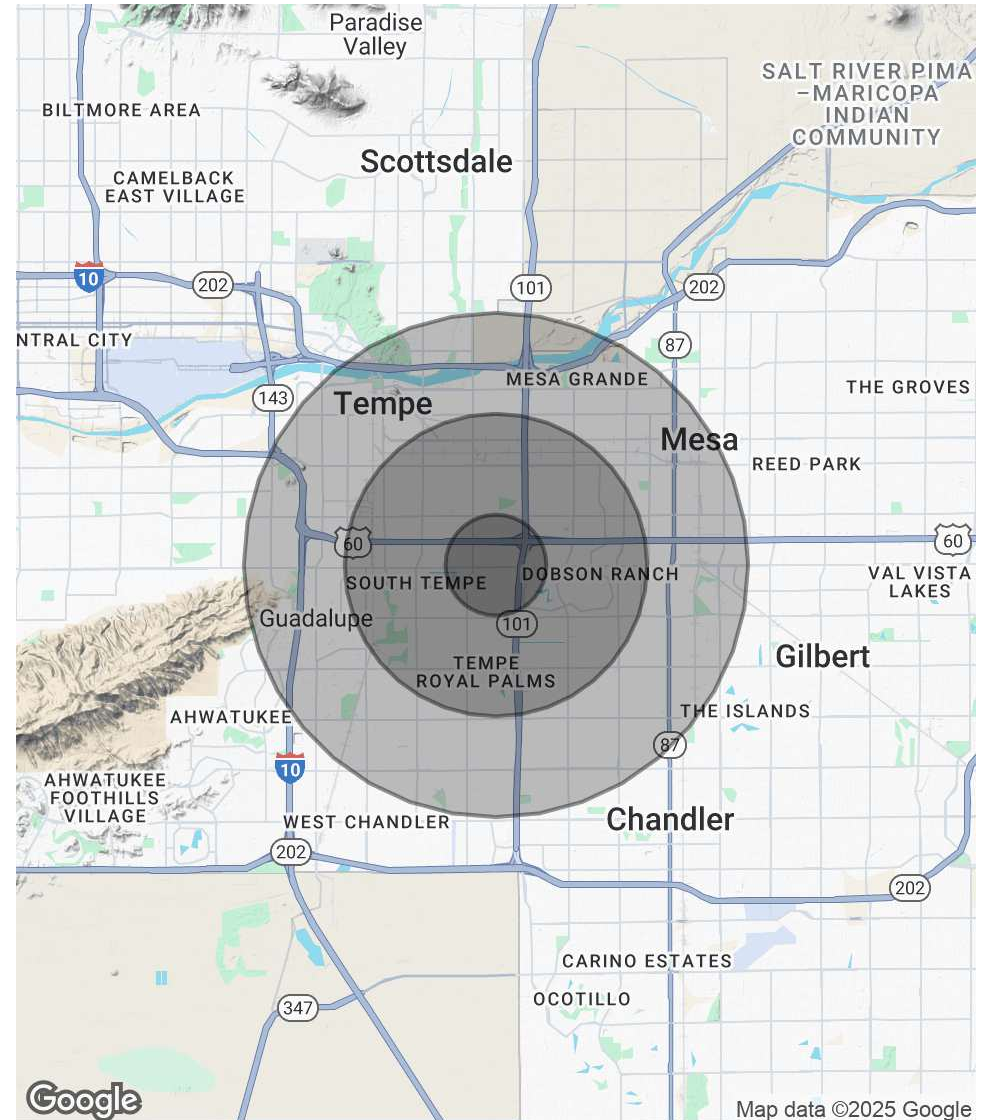 Paradise
Valley
SALT RIVER PIMA
–MARICOPA
INDIAN
COMMUNITY
BILTMORE AREA
Scottsdale
CAMELBACK
EAST VILLAGE
10
202
101
202
NTRAL CITY
87
MESA GRANDE
THE GROVES
143
Tempe
Mesa
REED PARK
60
60
SOUTH TEMPE
DOBSON RANCH
VAL VISTA
LAKES
Guadalupe
101
TEMPE
ROYAL PALMS
Gilbert
AHWATUKEE
THE ISLANDS
87
10
AHWATUKEE
FOOTHILLS
VILLAGE
WEST CHANDLER
Chandler
202
202
CARINO ESTATES
OCOTILLO
347
Google
Map data ©2025 Google